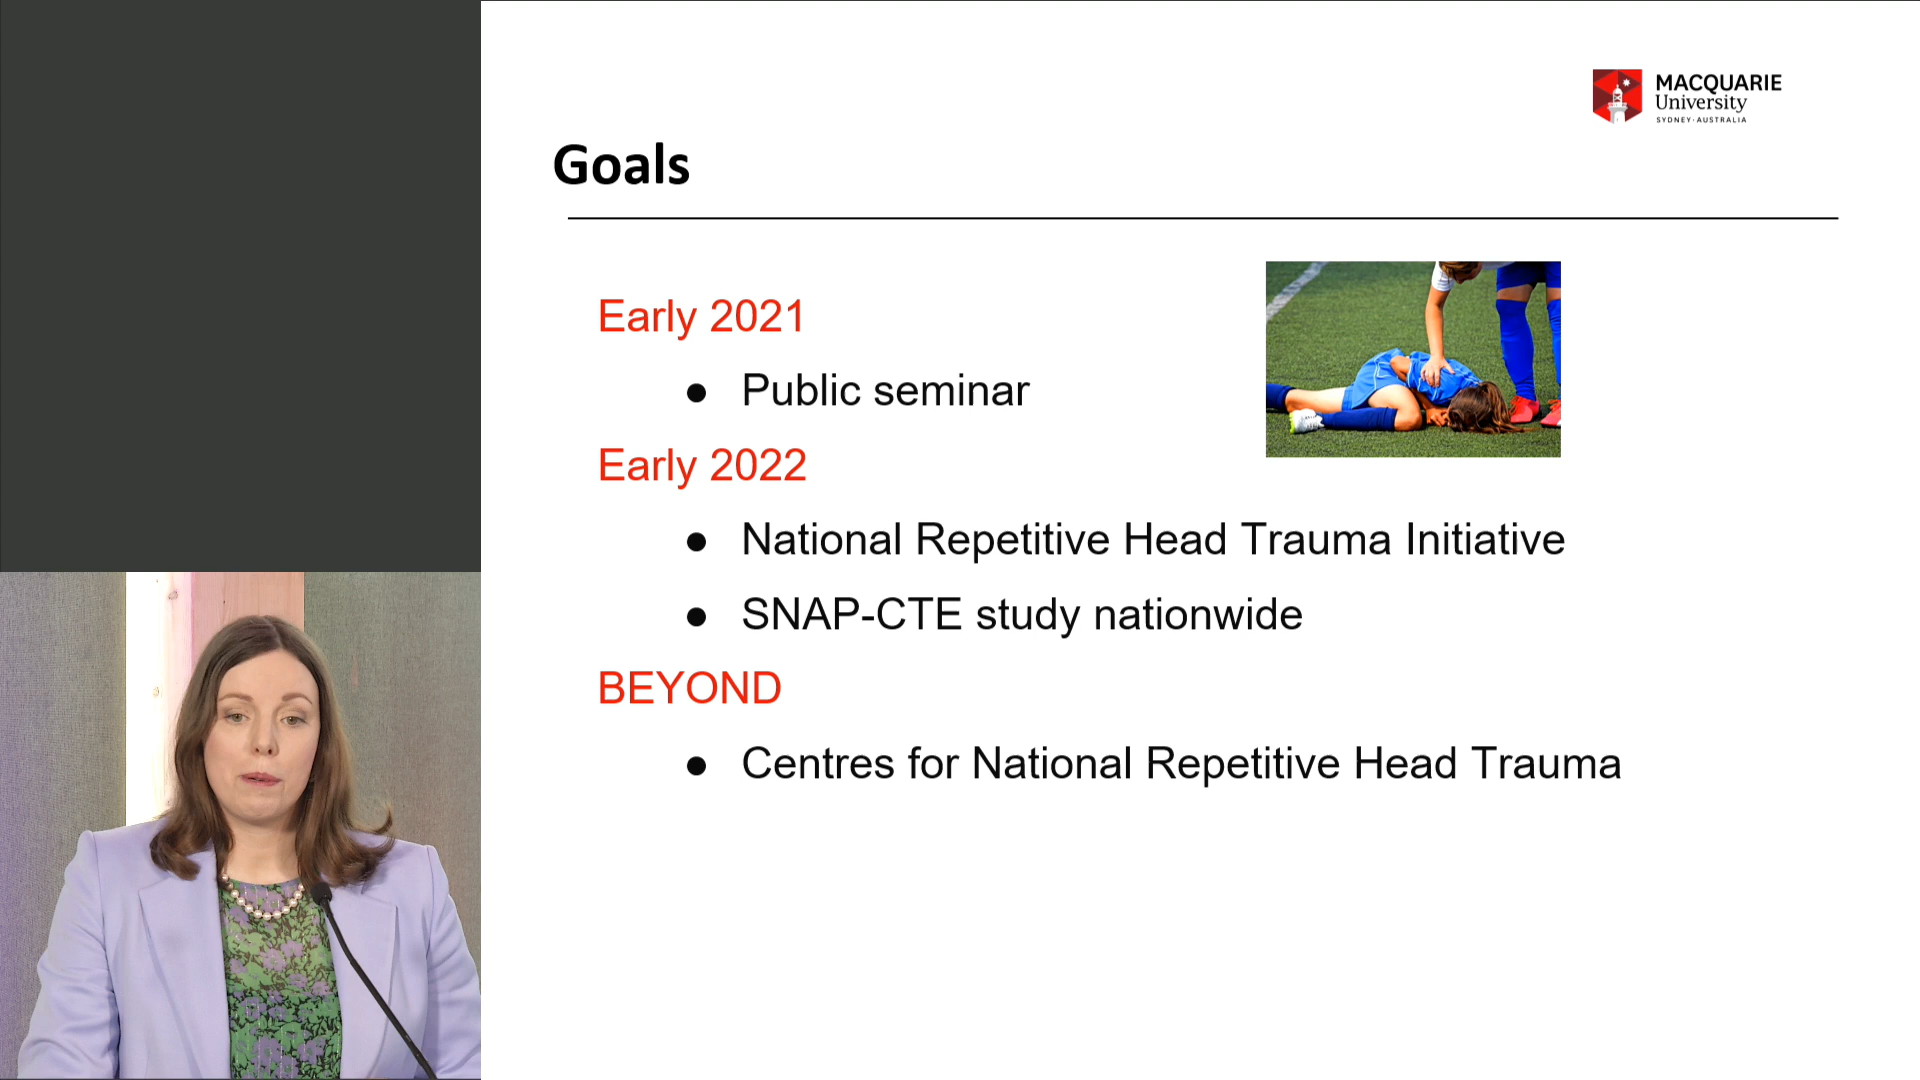 MACQUARIE
University
SYDNEY·AUSTRALIA
Goals
Early 2021
● Public seminar
Early 2022
● National Repetitive Head Trauma Initiative
● SNAP-CTE study nationwide
BEYOND
● Centres for National Repetitive Head Trauma